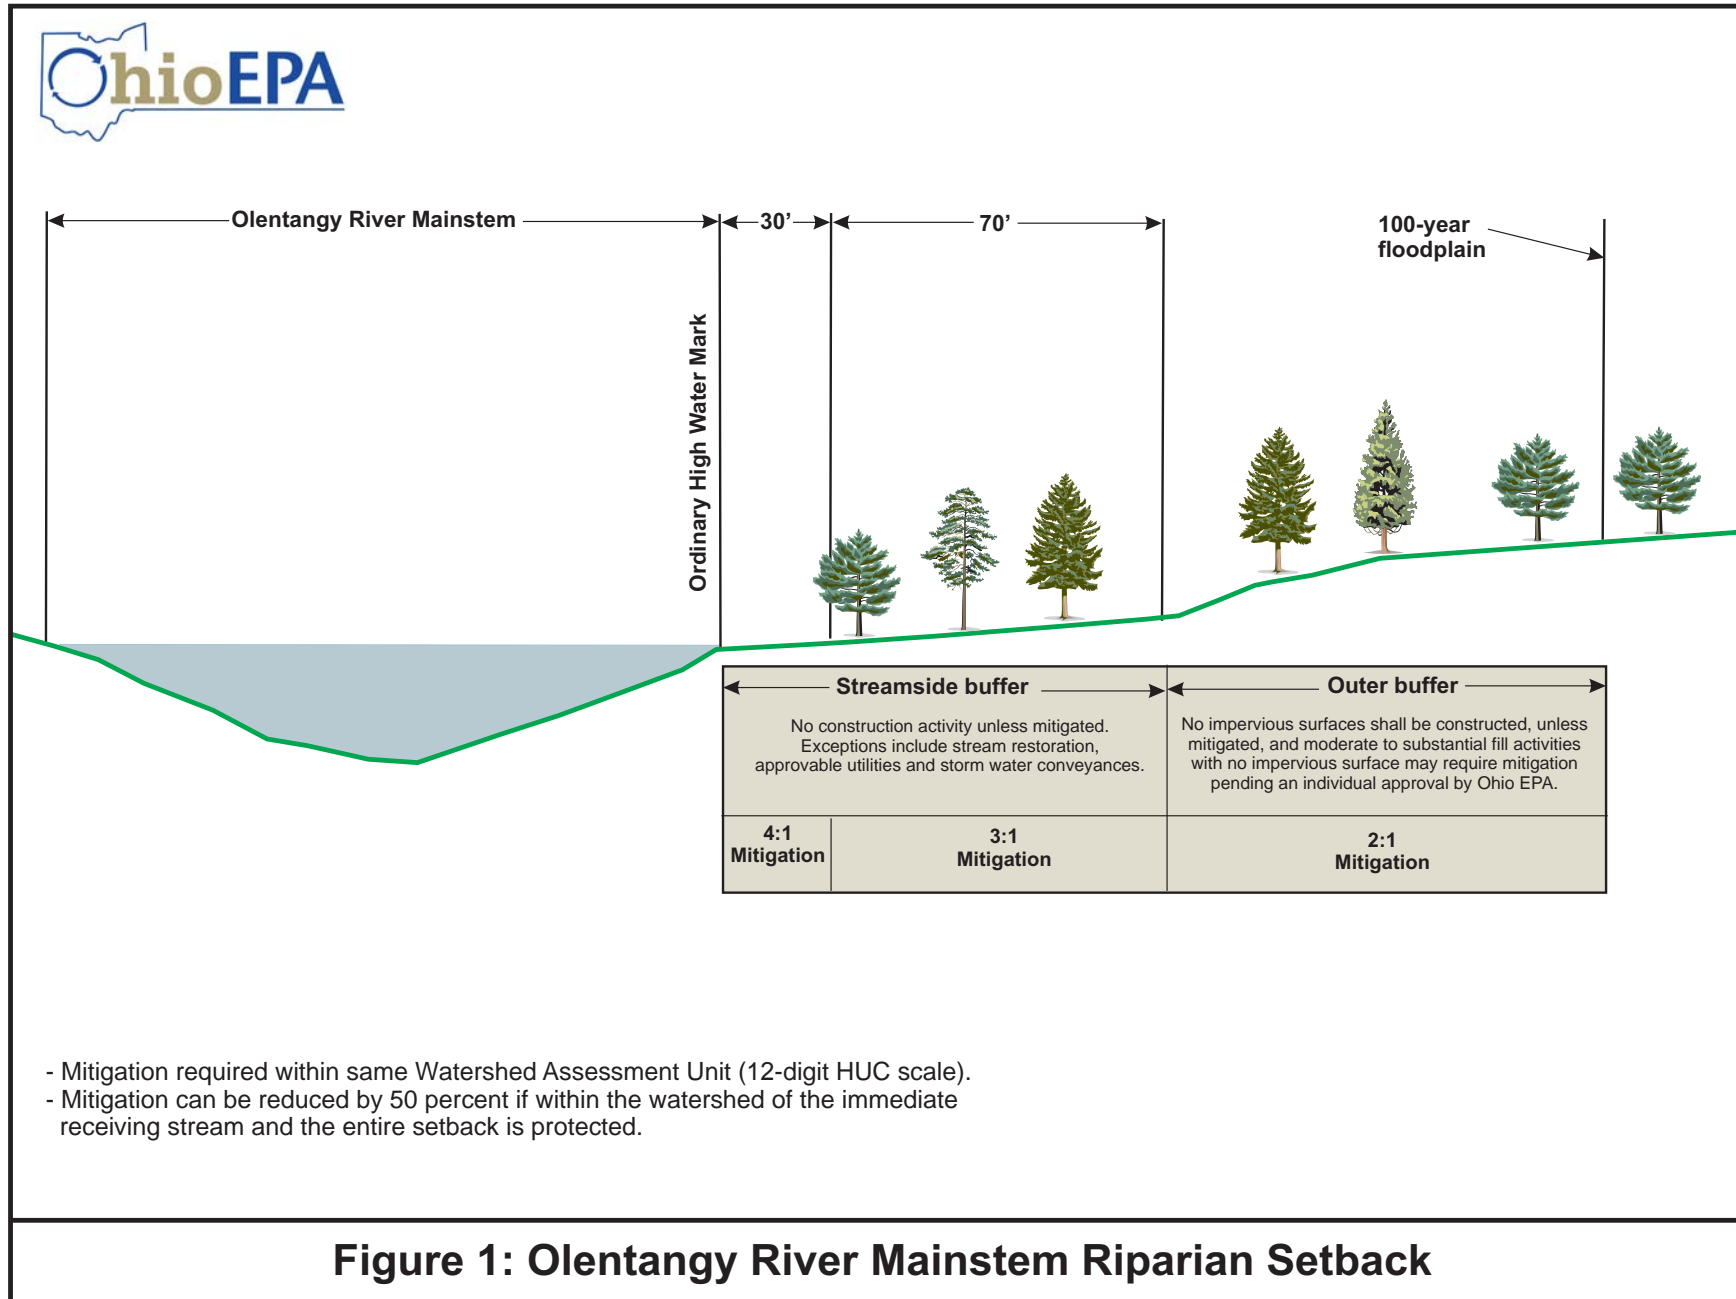 OhioEPA
Olentangy River Mainstem
30’
70’
100-year
floodplain
Ordinary High Water Mark
Streamside buffer
No construction activity unless mitigated.
Exceptions include stream restoration,
approvable utilities and storm water conveyances.
Outer buffer
No impervious surfaces shall be constructed, unless
mitigated, and moderate to substantial fill activities
with no impervious surface may require mitigation
pending an individual approval by Ohio EPA.
4:1
Mitigation
3:1
Mitigation
2:1
Mitigation
- Mitigation required within same Watershed Assessment Unit (12-digit HUC scale).
- Mitigation can be reduced by 50 percent if within the watershed of the immediate
receiving stream and the entire setback is protected.
Figure 1: Olentangy River Mainstem Riparian Setback